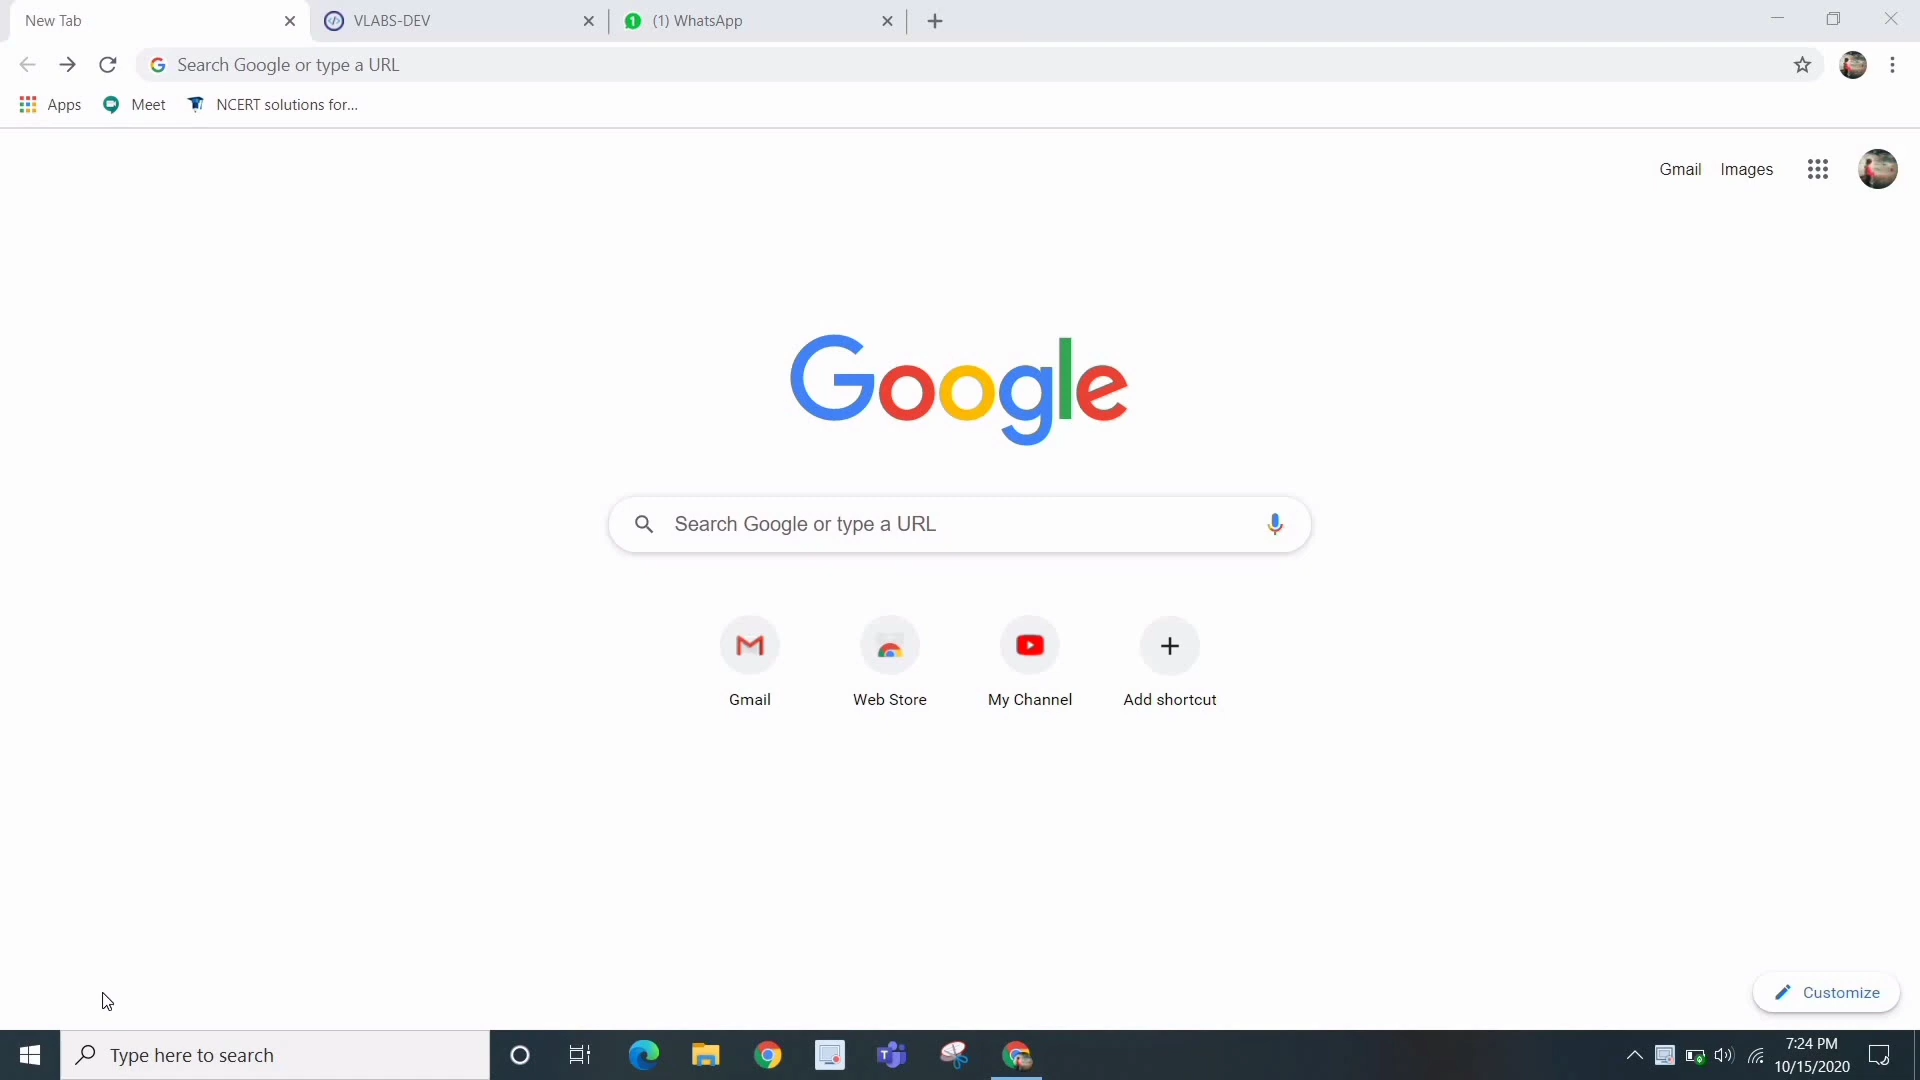 New Tab
VLABS-DEV
(1) WhatsApp
Search Google or type a URL
Apps
Meet
NCERT solutions for...
Gmail
Images
Google
Search Google or type a URL
Gmail
Web Store
My Channel
Add shortcut
Customize
Type here to search
7:24 PM
10/15/2020